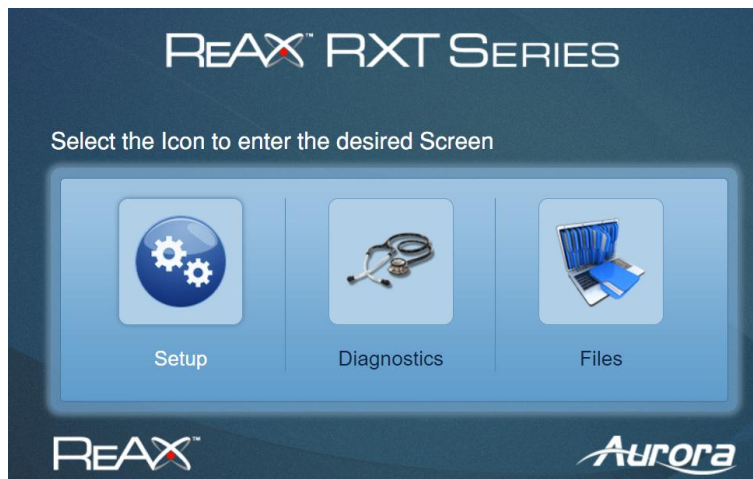 REAX™ RXT SERIES
Select the Icon to enter the desired Screen
Setup
Diagnostics
Files
REAX™
Aurora